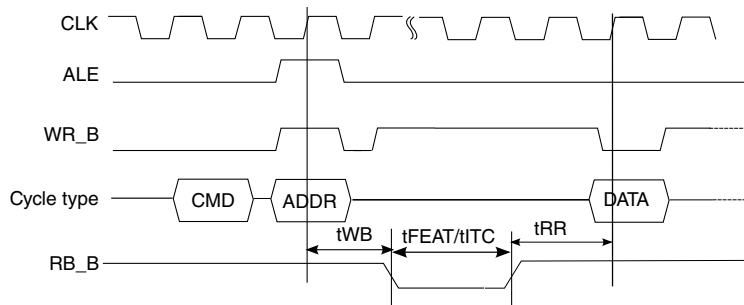 CLK
ALE
WR_B
Cycle type
CMD
ADDR
DATA
tWB
tFEAT/tITC
tRR
RB_B